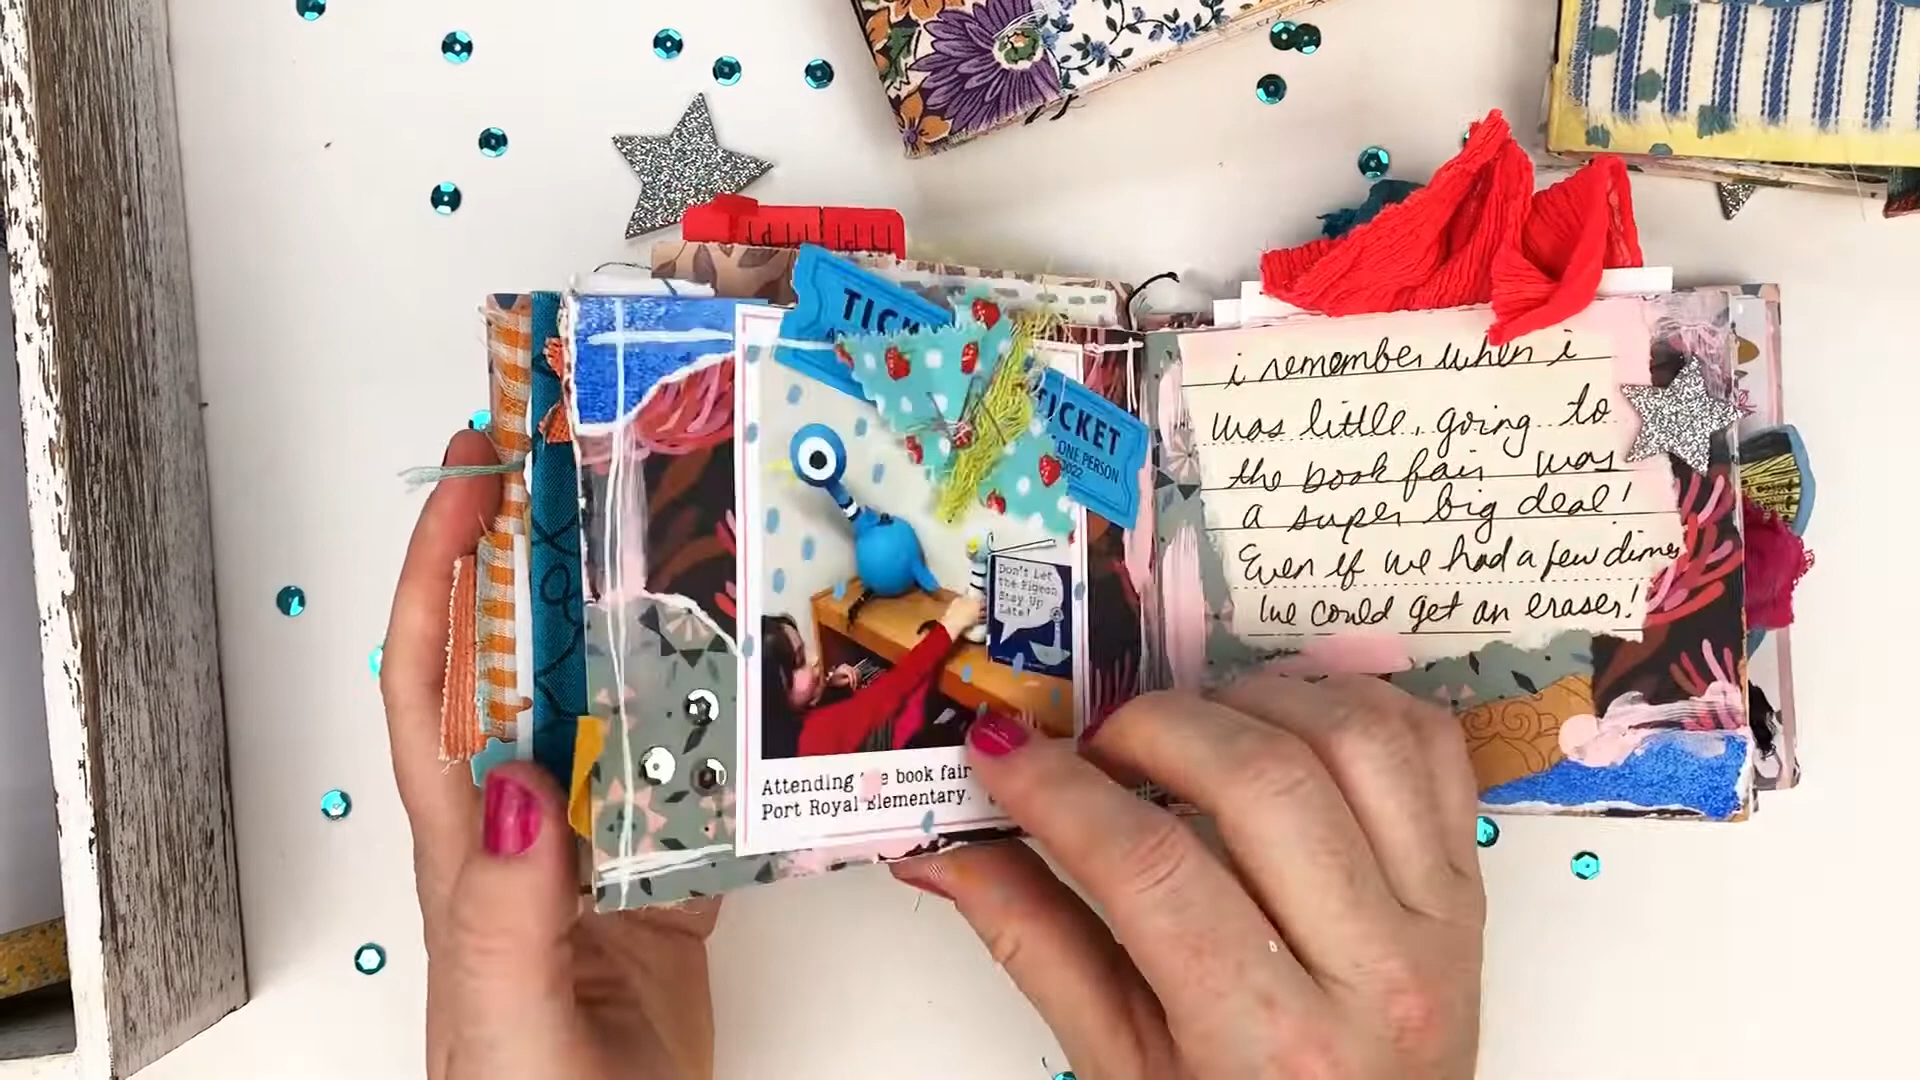 TICKET
TICKET
ONE PERSON
Don't Let
the Pigeon
Stay Up
Late!
Attending book fair
Port Royal Elementary.
i remember when i
was little, going to
the book fair was
a super big deal!
Even if we had a few dimes
we could get an eraser!